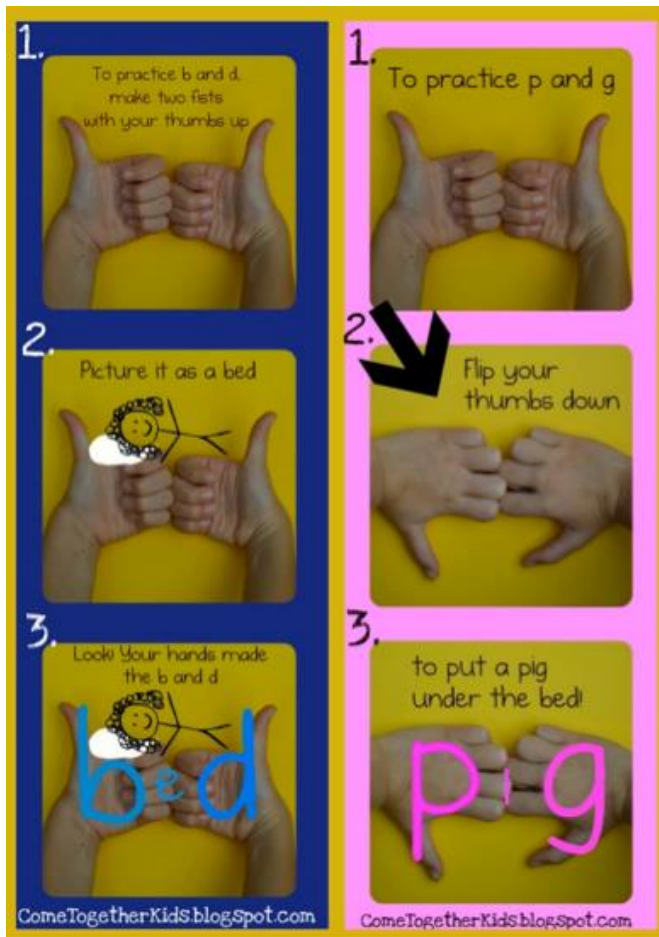 1.
To practice b and d,
make two fists
with your thumbs up
2.
Picture it as a bed
3.
Look! Your hands made
the b and d
bed
ComeTogetherKids.blogspot.com
1.
To practice p and g
2.
Flip your
thumbs down
3.
to put a pig
under the bed!
pig
ComeTogetherKids.blogspot.com